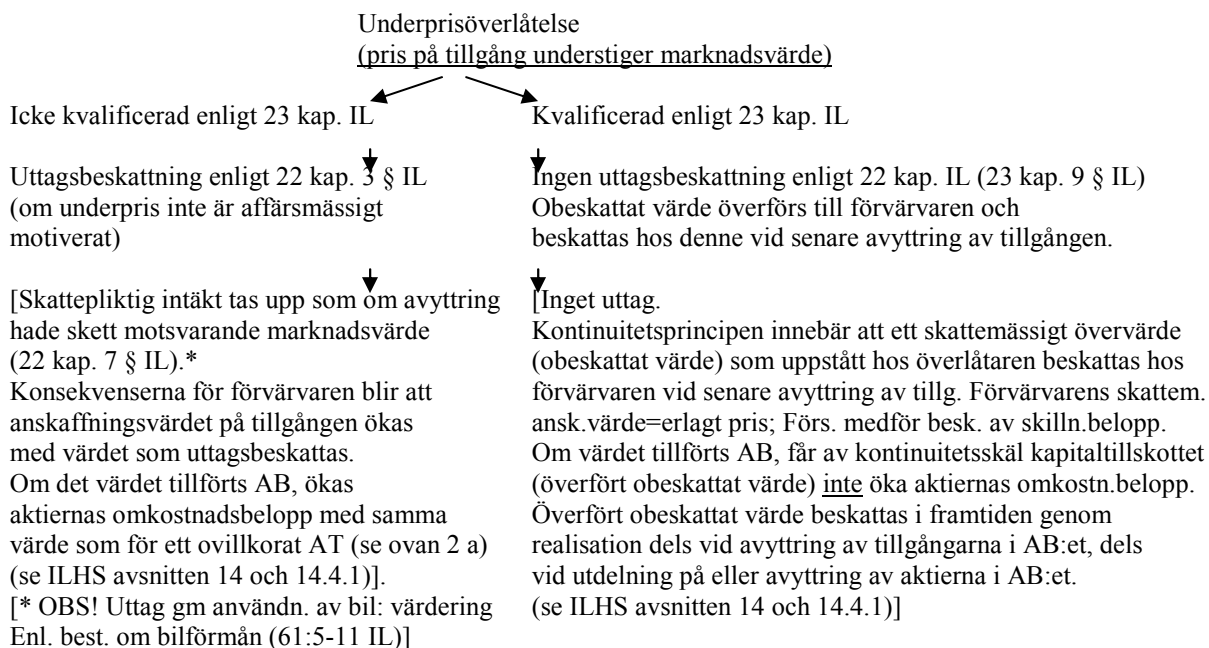 Underprisöverlåtelse
(pris på tillgång understiger marknadsvärde)
Icke kvalificerad enligt 23 kap. IL
Uttagsbeskattning enligt 22 kap. 3 § IL
(om underpris inte är affärsmässigt
motiverat)
[Skattepliktig intäkt tas upp som om avyttring
hade skett motsvarande marknadsvärde
(22 kap. 7 § IL).*
Konsekvenserna för förvärvaren blir att
anskaffningsvärdet på tillgången ökas
med värdet som uttagsbeskattas.
Om det värdet tillförts AB, ökas
aktiernas omkostnadsbelopp med samma
värde som för ett ovillkorat AT (se ovan 2 a)
(se ILHS avsnitten 14 och 14.4.1)].
[* OBS! Uttag gm användn. av bil: värdering
Enl. best. om bilförmån (61:5-11 IL)]
Kvalificerad enligt 23 kap. IL
Ingen uttagsbeskattning enligt 22 kap. IL (23 kap. 9 § IL)
Obeskattat värde överförs till förvärvaren och
beskattas hos denne vid senare avyttring av tillgången.
[Inget uttag.
Kontinuitetsprincipen innebär att ett skattemässigt övervärde
(obeskattat värde) som uppstått hos överlåtaren beskattas hos
förvärvaren vid senare avyttring av tillg. Förvärvarens skattem.
ansk.värde=erlagt pris; Förs. medför besk. av skilln.belopp.
Om värdet tillförts AB, får av kontinuitetsskäl kapitaltillskottet
(överfört obeskattat värde) inte öka aktiernas omkostn.belopp.
Överfört obeskattat värde beskattas i framtiden genom
realisation dels vid avyttring av tillgångarna i AB:et, dels
vid utdelning på eller avyttring av aktierna i AB:et.
(se ILHS avsnitten 14 och 14.4.1)]